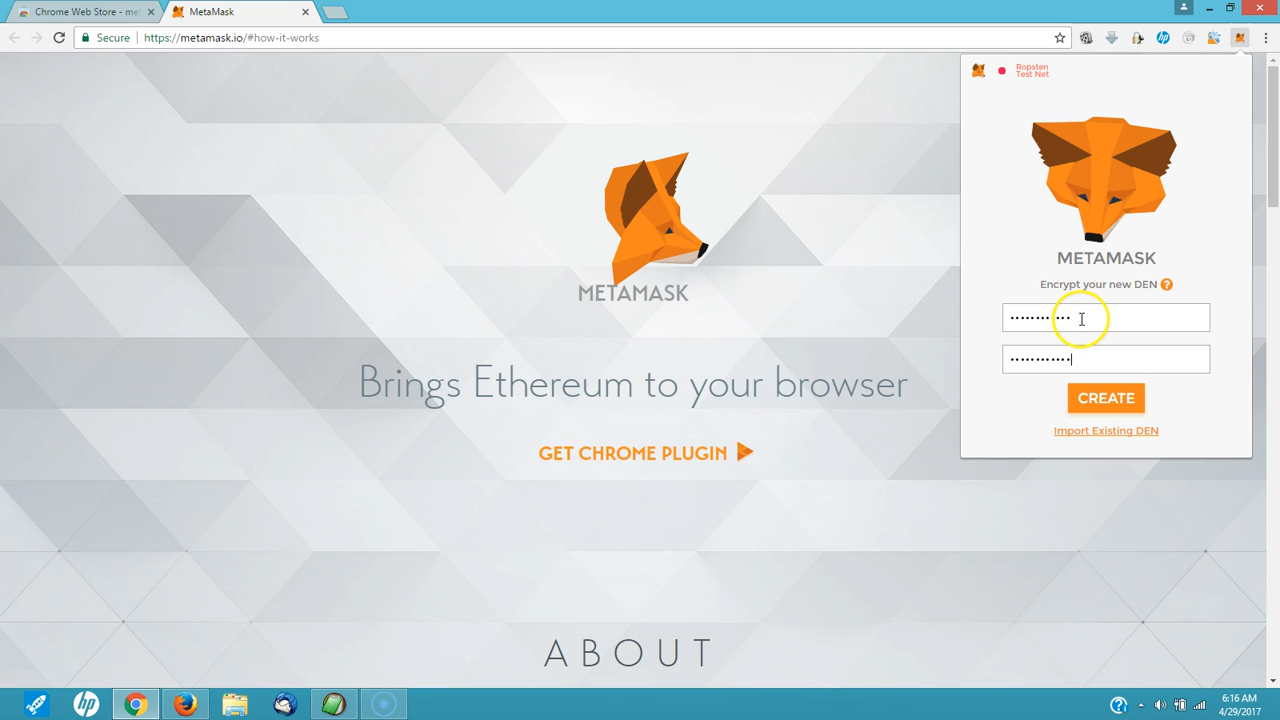 Chrome Web Store - me
MetaMask
Secure
https://metamask.io/#how-it-works
Ropsten
Test Net
METAMASK
Encrypt your new DEN ?
CREATE
Import Existing DEN
METAMASK
Brings Ethereum to your browser
GET CHROME PLUGIN
ABOUT
hp
6:16 AM
4/29/2017